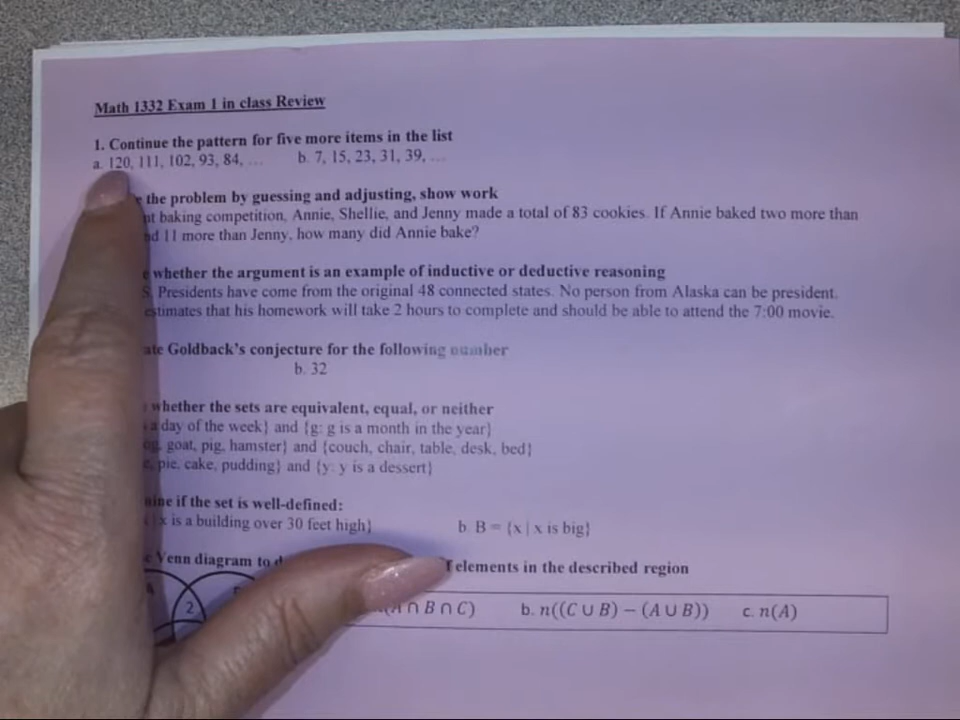 Math 1332 Exam 1 in class Review
1. Continue the pattern for five more items in the list
a. 120, 111, 102, 93, 84, ... b. 7, 15, 23, 31, 39, ...
the problem by guessing and adjusting, show work
baking competition, Annie, Shellie, and Jenny made a total of 83 cookies. If Annie baked two more than
11 more than Jenny, how many did Annie bake?
whether the argument is an example of inductive or deductive reasoning
Presidents have come from the original 48 connected states. No person from Alaska can be president.
estimates that his homework will take 2 hours to complete and should be able to attend the 7:00 movie.
Goldback's conjecture for the following number
b. 32
whether the sets are equivalent, equal, or neither
a day of the week} and {g: g is a month in the year}
goat, pig, hamster} and {couch, chair, table, desk, bed}
pie, cake, pudding} and {y: y is a dessert}
if the set is well-defined:
x is a building over 30 feet high} b. B = {x | x is big}
Venn diagram to elements in the described region
2 ∩ B ∩ C) b. n((C ∪ B) − (A ∪ B)) c. n(A)